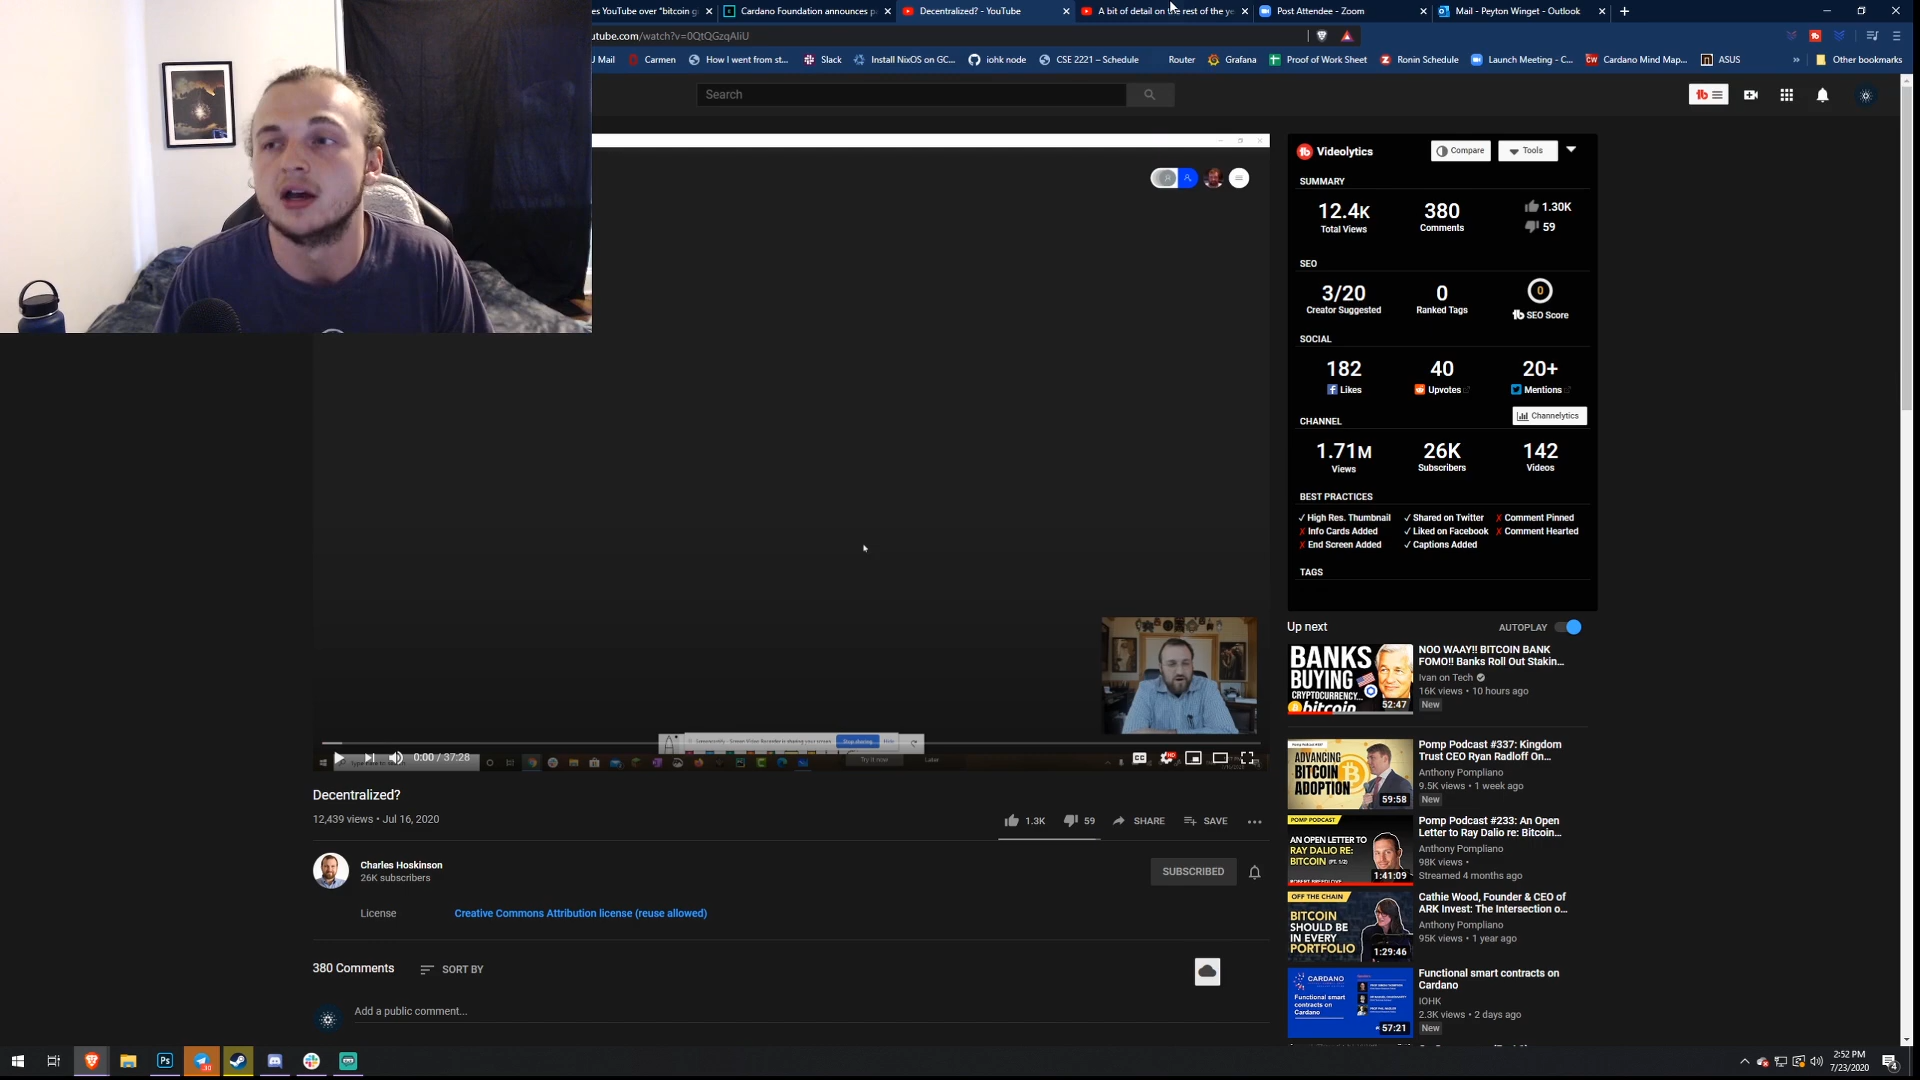 es YouTube over "bitcoin g
Cardano Foundation announces p
Decentralized? - YouTube
A bit of detail on the rest of the ye
Post Attendee - Zoom
Mail - Peyton Winget - Outlook
utube.com/watch?v=0QtQGzqAIiU
U Mail
Carmen
How I went from st...
Slack
Install NixOS on GC...
iohk node
CSE 2221 – Schedule
Router
Grafana
Proof of Work Sheet
Ronin Schedule
Launch Meeting - C...
Cardano Mind Map...
ASUS
»
Other bookmarks
Search
Videolytics
Compare
Tools
SUMMARY
12.4K
Total Views
380
Comments
1.30K
59
SEO
3/20
Creator Suggested
0
Ranked Tags
0
SEO Score
SOCIAL
182
Likes
40
Upvotes
20+
Mentions
CHANNEL
Channelytics
1.71M
Views
26K
Subscribers
142
Videos
BEST PRACTICES
✓ High Res. Thumbnail
✓ Shared on Twitter
✗ Comment Pinned
✗ Info Cards Added
✓ Liked on Facebook
✗ Comment Hearted
✗ End Screen Added
✓ Captions Added
TAGS
Up next
AUTOPLAY
BANKS
BUYING
CRYPTOCURRENCY...
bitcoin
52:47
NOO WAAY!! BITCOIN BANK
FOMO!! Banks Roll Out Stakin...
Ivan on Tech
16K views • 10 hours ago
New
ADVANCING
BITCOIN
ADOPTION
59:58
Pomp Podcast #337: Kingdom
Trust CEO Ryan Radloff On...
Anthony Pompliano
9.5K views • 1 week ago
New
POMP PODCAST
AN OPEN LETTER TO
RAY DALIO RE:
BITCOIN (PT. 1/2)
ROBERT BREEDLOVE
1:41:09
Pomp Podcast #233: An Open
Letter to Ray Dalio re: Bitcoin...
Anthony Pompliano
98K views •
Streamed 4 months ago
OFF THE CHAIN
BITCOIN
SHOULD BE
IN EVERY
PORTFOLIO
1:29:46
Cathie Wood, Founder & CEO of
ARK Invest: The Intersection o...
Anthony Pompliano
95K views • 1 year ago
CARDANO
Functional
smart
contracts on
Cardano
57:21
Functional smart contracts on
Cardano
IOHK
2.3K views • 2 days ago
New
Stop sharing
Hide
0:00 / 37:28
Try it now
Later
Decentralized?
12,439 views • Jul 16, 2020
1.3K
59
SHARE
SAVE
Charles Hoskinson
26K subscribers
SUBSCRIBED
License
Creative Commons Attribution license (reuse allowed)
380 Comments
SORT BY
Add a public comment...
2:52 PM
7/23/2020